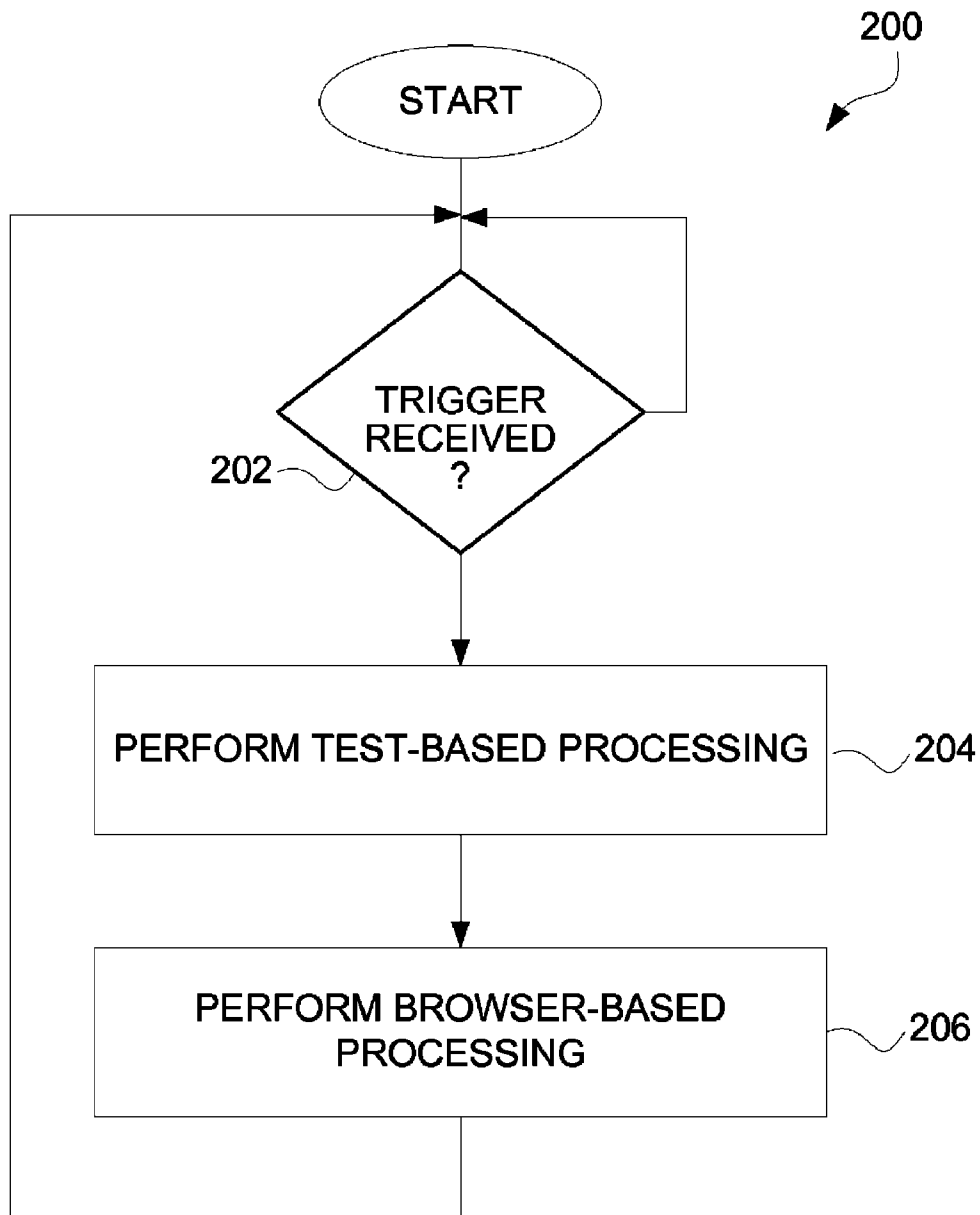 200
START
TRIGGER
RECEIVED
?
202
PERFORM TEST-BASED PROCESSING
204
PERFORM BROWSER-BASED
PROCESSING
206